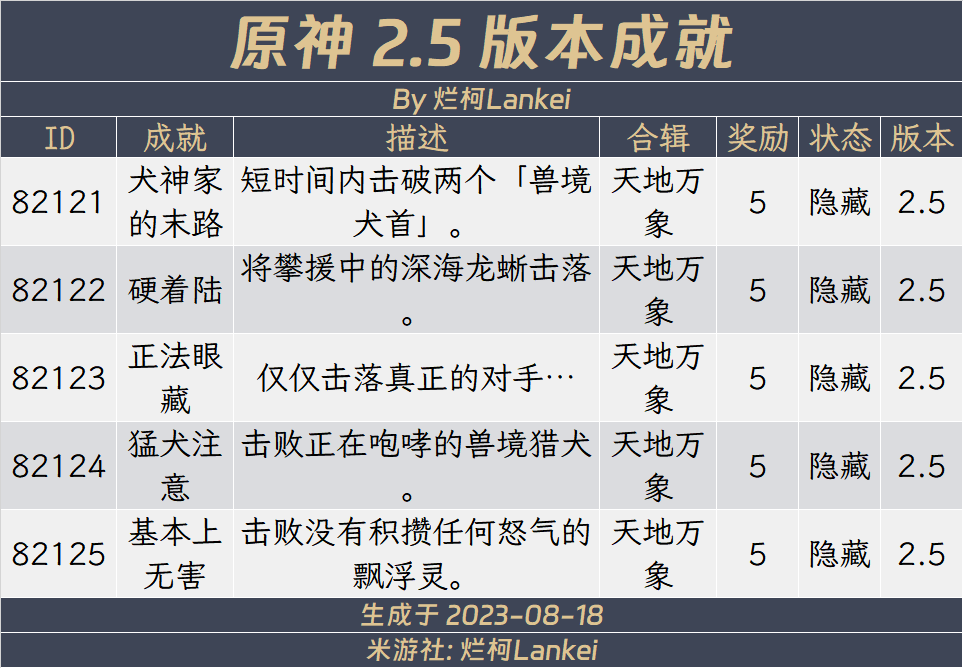 原神 2.5 版本成就
By 烂柯Lankei
ID 成就 描述 合辑 奖励 状态 版本
82121 犬神家的末路 短时间内击破两个「兽境犬首」。 天地万象 5 隐藏 2.5
82122 硬着陆 将攀援中的深海龙蜥击落。 天地万象 5 隐藏 2.5
82123 正法眼藏 仅仅击落真正的对手… 天地万象 5 隐藏 2.5
82124 猛犬注意 击败正在咆哮的兽境猎犬。 天地万象 5 隐藏 2.5
82125 基本上无害 击败没有积攒任何怒气的飘浮灵。 天地万象 5 隐藏 2.5
生成于 2023-08-18
米游社: 烂柯Lankei